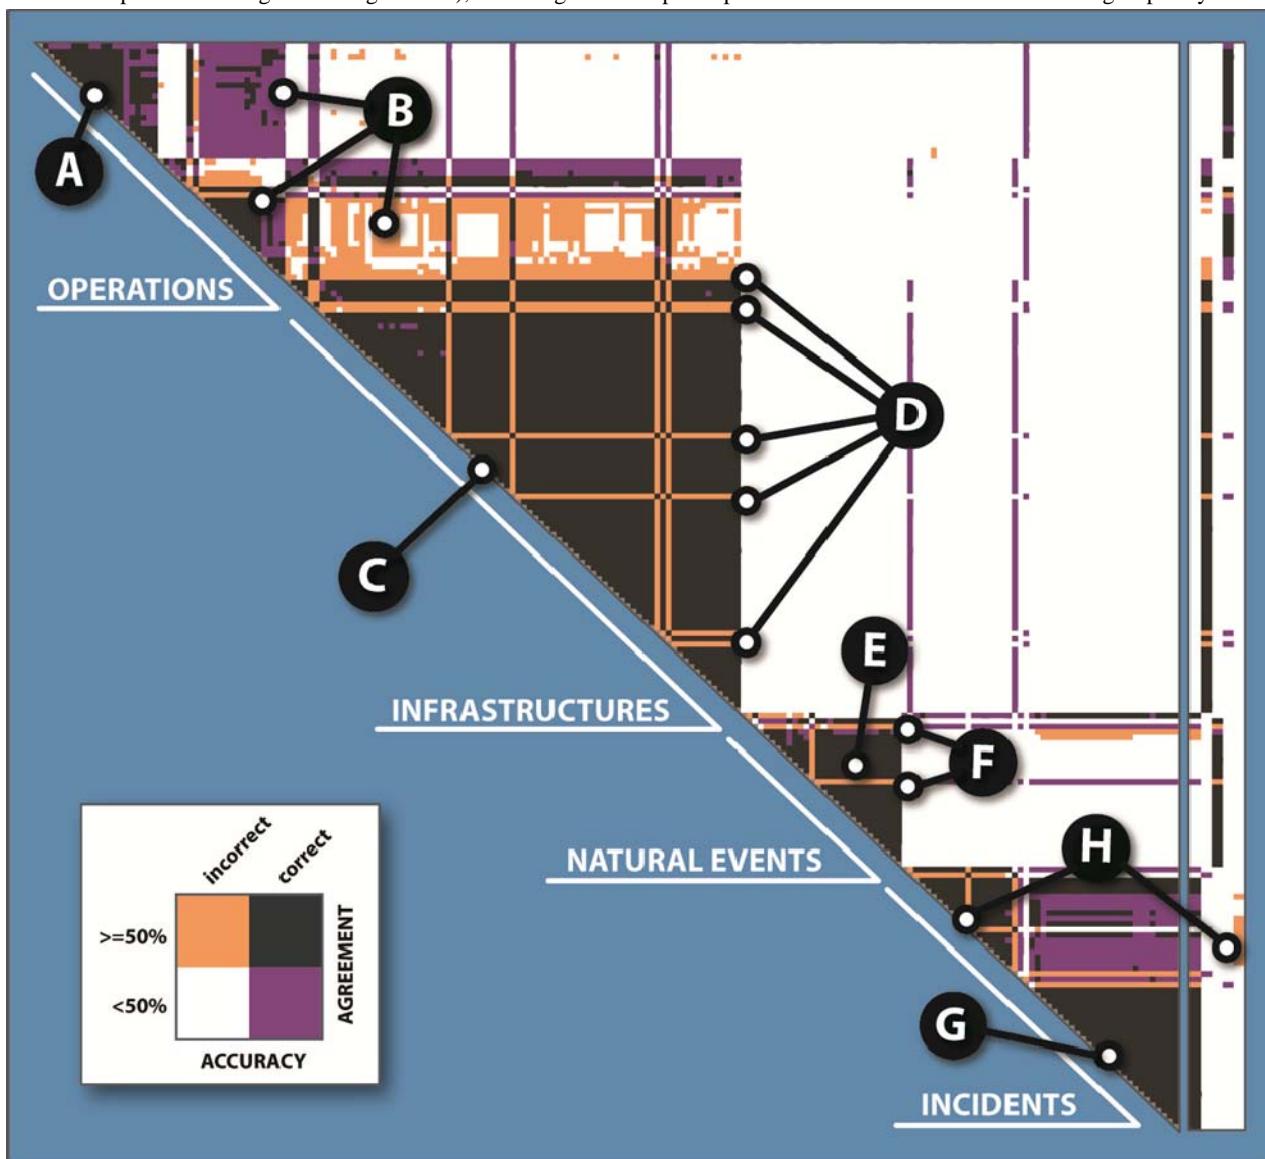 A
B
OPERATIONS
D
C
E
INFRASTRUCTURES
F
NATURAL EVENTS
H
incorrect
correct
>=50%
<50%
AGREEMENT
ACCURACY
G
INCIDENTS